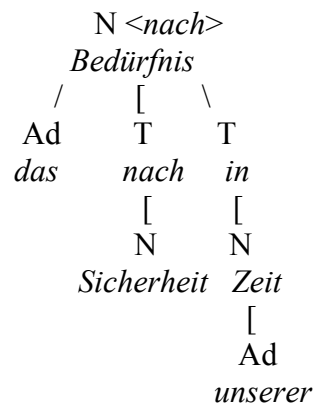 N <nach>
Bedürfnis
/ [ \
Ad T T
das nach in
[ [
N N
Sicherheit Zeit
[
Ad
unserer